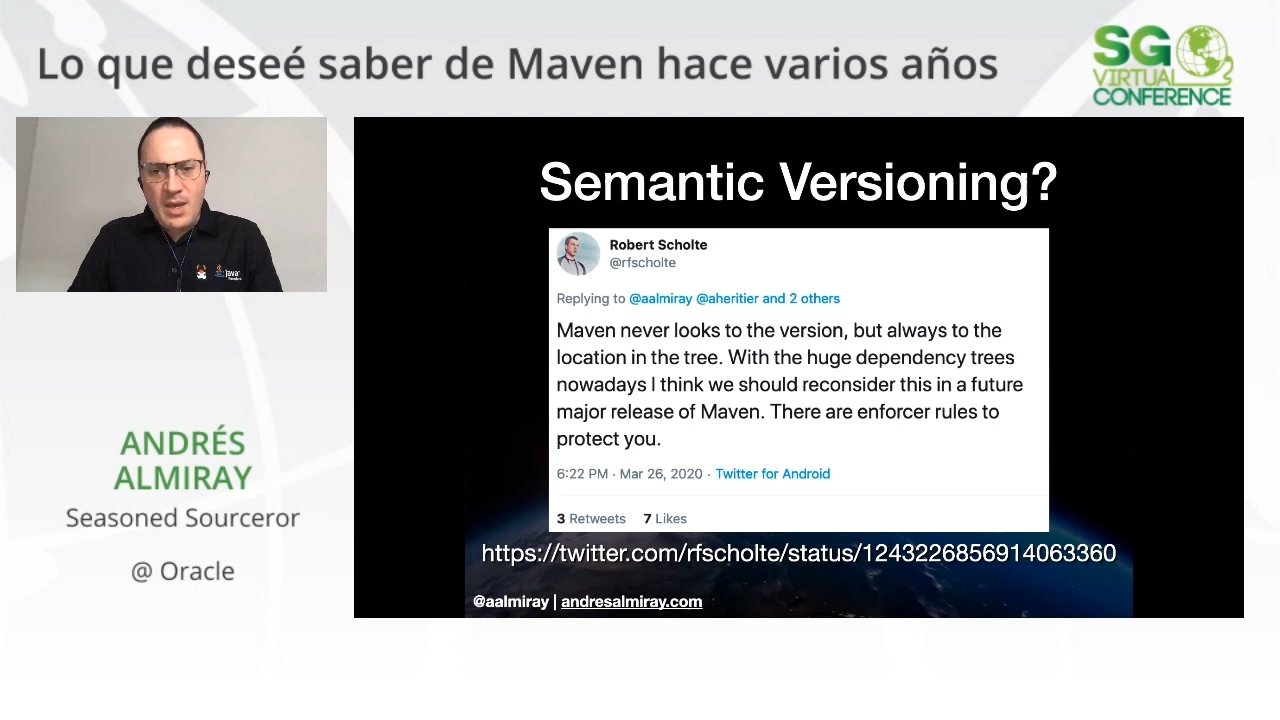 Lo que deseé saber de Maven hace varios años
SG
VIRTUAL
CONFERENCE
Java
ANDRÉS
ALMIRAY
Seasoned Sourceror
@ Oracle
Semantic Versioning?
Robert Scholte
@rfscholte
Replying to @aalmiray @aheritier and 2 others
Maven never looks to the version, but always to the
location in the tree. With the huge dependency trees
nowadays I think we should reconsider this in a future
major release of Maven. There are enforcer rules to
protect you.
6:22 PM · Mar 26, 2020 · Twitter for Android
3 Retweets 7 Likes
https://twitter.com/rfscholte/status/1243226856914063360
@aalmiray | andresalmiray.com